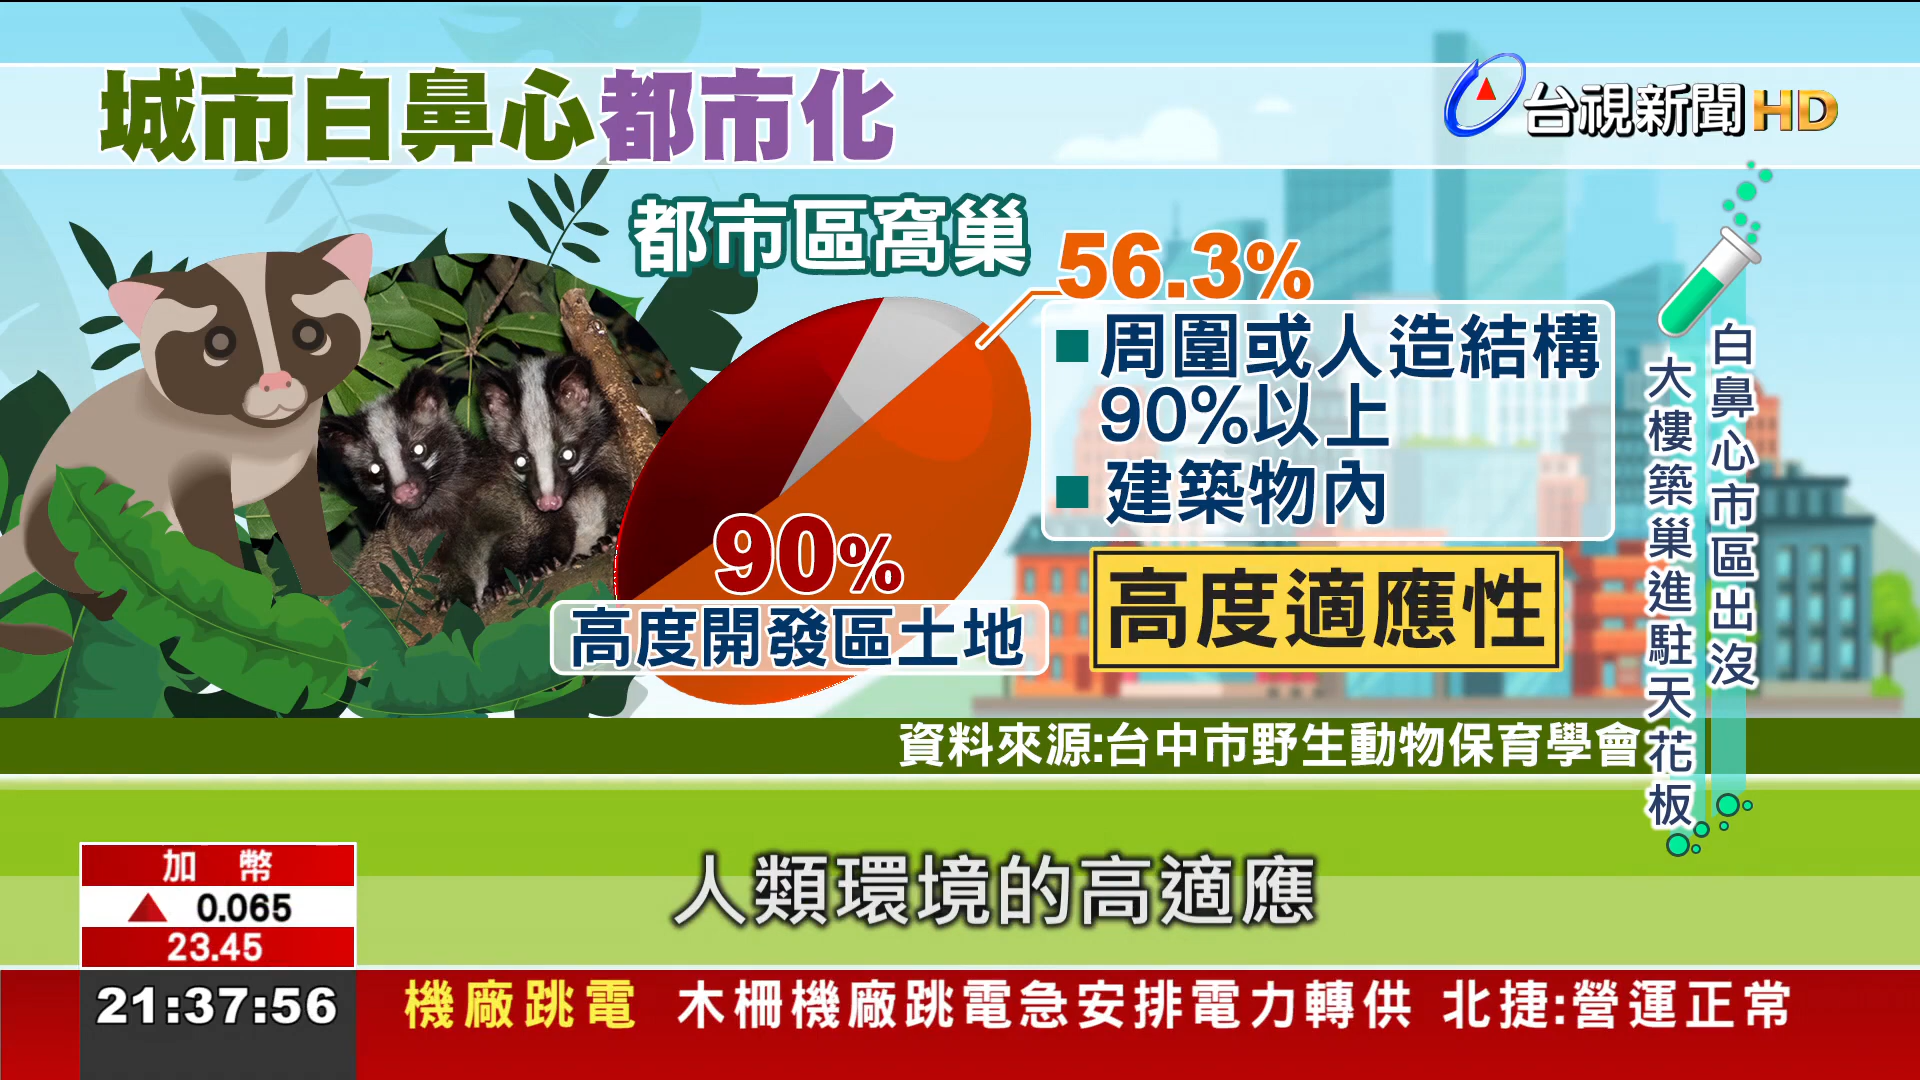 城市白鼻心都市化
台視新聞HD
都市區窩巢
56.3%
周圍或人造結構
90%以上
建築物內
90%
高度開發區土地
高度適應性
白鼻心市區出沒
大樓築巢進駐天花板
資料來源:台中市野生動物保育學會
人類環境的高適應
加幣
▲ 0.065
23.45
21:37:56
機廠跳電 木柵機廠跳電急安排電力轉供 北捷:營運正常